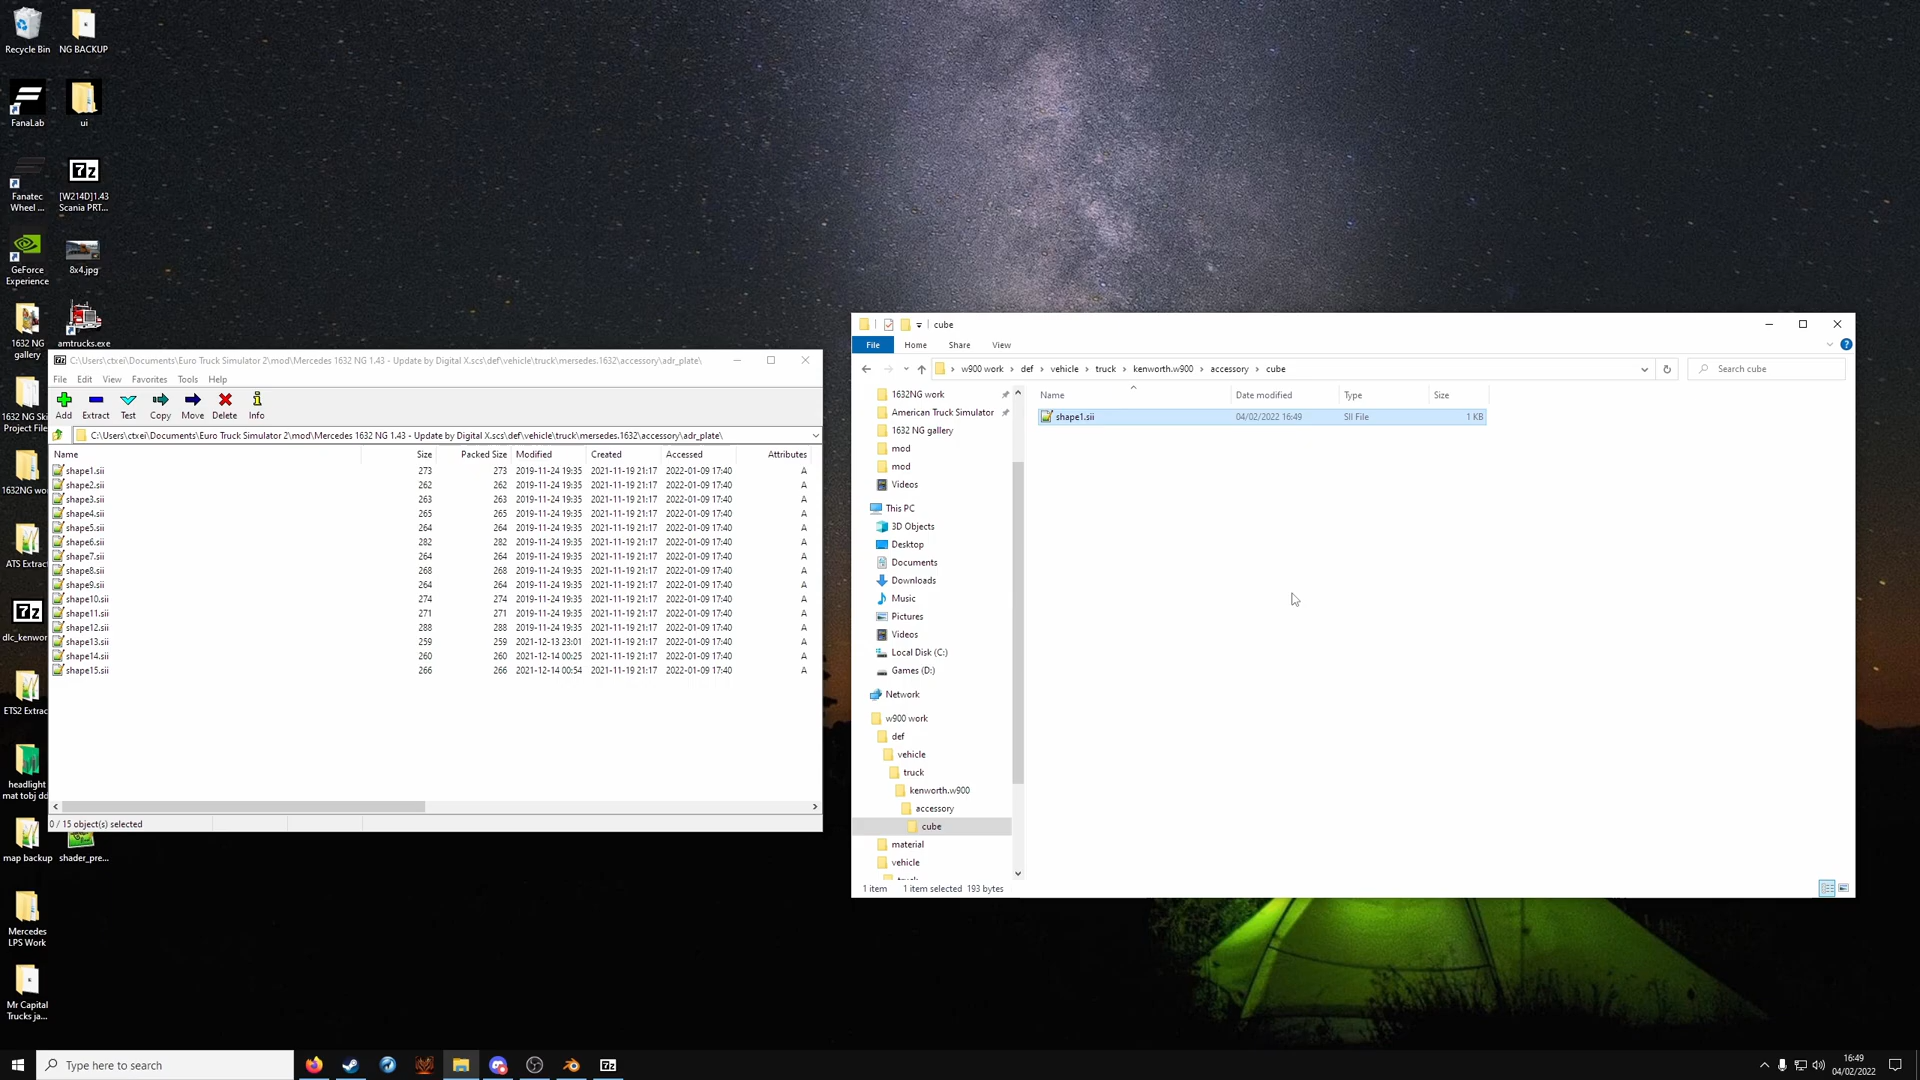 Recycle Bin
NG BACKUP
FanaLab
ui
Fanatec
Wheel ...
[W214D]1.43
Scania PRT...
GeForce
Experience
8x4.jpg
1632 NG
gallery
amtrucks.exe
1632 NG Ski
Project File
1632NG wo
ATS Extrac
dlc_kenwor
ETS2 Extrac
headlight
mat tobj dd
map backup
shader_pre...
Mercedes
LPS Work
Mr Capital
Trucks ja...
C:\Users\ctxei\Documents\Euro Truck Simulator 2\mod\Mercedes 1632 NG 1.43 - Update by Digital X.scs\def\vehicle\truck\mersedes.1632\accessory\adr_plate\
File Edit View Favorites Tools Help
Add Extract Test Copy Move Delete Info
C:\Users\ctxei\Documents\Euro Truck Simulator 2\mod\Mercedes 1632 NG 1.43 - Update by Digital X.scs\def\vehicle\truck\mersedes.1632\accessory\adr_plate\
Name Size Packed Size Modified Created Accessed Attributes
shape1.sii 273 273 2019-11-24 19:35 2021-11-19 21:17 2022-01-09 17:40 A
shape2.sii 262 262 2019-11-24 19:35 2021-11-19 21:17 2022-01-09 17:40 A
shape3.sii 263 263 2019-11-24 19:35 2021-11-19 21:17 2022-01-09 17:40 A
shape4.sii 265 265 2019-11-24 19:35 2021-11-19 21:17 2022-01-09 17:40 A
shape5.sii 264 264 2019-11-24 19:35 2021-11-19 21:17 2022-01-09 17:40 A
shape6.sii 282 282 2019-11-24 19:35 2021-11-19 21:17 2022-01-09 17:40 A
shape7.sii 264 264 2019-11-24 19:35 2021-11-19 21:17 2022-01-09 17:40 A
shape8.sii 268 268 2019-11-24 19:35 2021-11-19 21:17 2022-01-09 17:40 A
shape9.sii 264 264 2019-11-24 19:35 2021-11-19 21:17 2022-01-09 17:40 A
shape10.sii 274 274 2019-11-24 19:35 2021-11-19 21:17 2022-01-09 17:40 A
shape11.sii 271 271 2019-11-24 19:35 2021-11-19 21:17 2022-01-09 17:40 A
shape12.sii 288 288 2019-11-24 19:35 2021-11-19 21:17 2022-01-09 17:40 A
shape13.sii 259 259 2021-12-13 23:01 2021-11-19 21:17 2022-01-09 17:40 A
shape14.sii 260 260 2021-12-14 00:25 2021-11-19 21:17 2022-01-09 17:40 A
shape15.sii 266 266 2021-12-14 00:54 2021-11-19 21:17 2022-01-09 17:40 A
0 / 15 object(s) selected
cube
File Home Share View
w900 work > def > vehicle > truck > kenworth.w900 > accessory > cube
Search cube
1632NG work
American Truck Simulator
1632 NG gallery
mod
mod
Videos
This PC
3D Objects
Desktop
Documents
Downloads
Music
Pictures
Videos
Local Disk (C:)
Games (D:)
Network
w900 work
def
vehicle
truck
kenworth.w900
accessory
cube
material
vehicle
Name Date modified Type Size
shape1.sii 04/02/2022 16:49 SII File 1 KB
1 item 1 item selected 193 bytes
Type here to search
16:49
04/02/2022